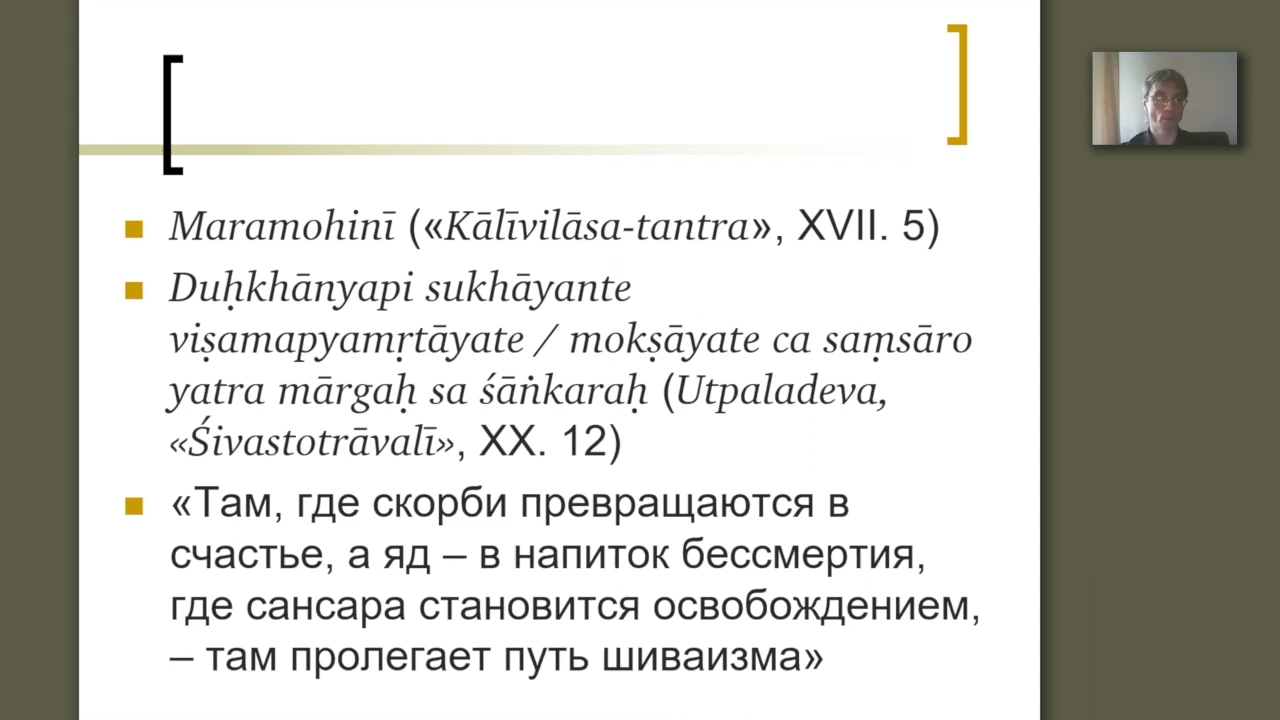 Maramohinī («Kālīvilāsa-tantra», XVII. 5)
Duḥkhānyapi sukhāyante
viṣamapyamṛtāyate / mokṣāyate ca saṃsāro
yatra mārgaḥ sa śāṅkaraḥ (Utpaladeva,
«Śivastotrāvalī», XX. 12)
«Там, где скорби превращаются в
счастье, а яд – в напиток бессмертия,
где сансара становится освобождением,
– там пролегает путь шиваизма»